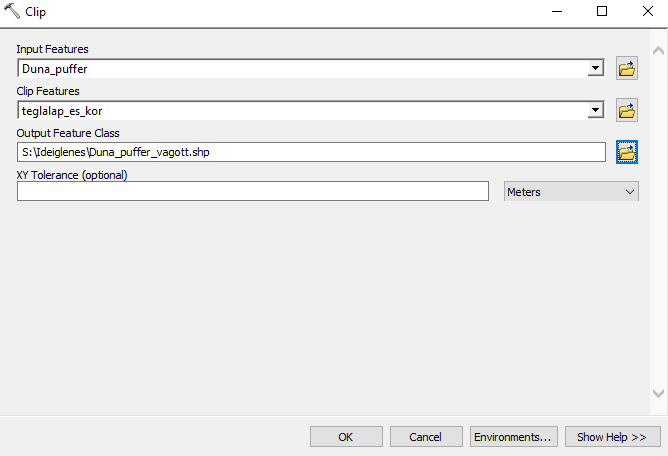 Clip
Input Features
Duna_puffer
Clip Features
teglalap_es_kor
Output Feature Class
S:\Ideiglenes\Duna_puffer_vagott.shp
XY Tolerance (optional)
Meters
OK Cancel Environments... Show Help >>